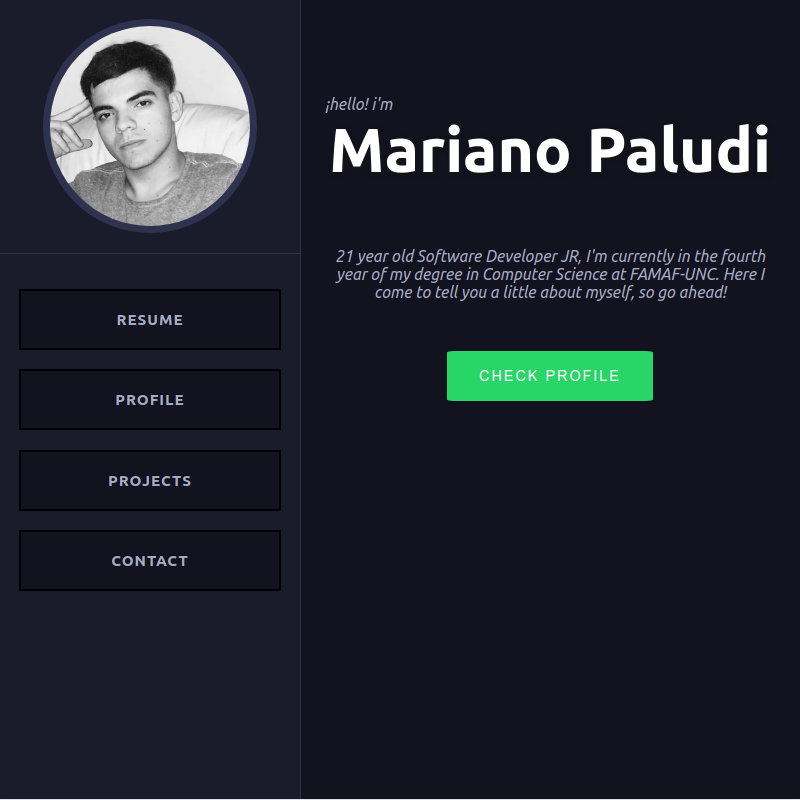 RESUME
PROFILE
PROJECTS
CONTACT
¡hello! i'm
Mariano Paludi
21 year old Software Developer JR, I'm currently in the fourth
year of my degree in Computer Science at FAMAF-UNC. Here I
come to tell you a little about myself, so go ahead!
CHECK PROFILE